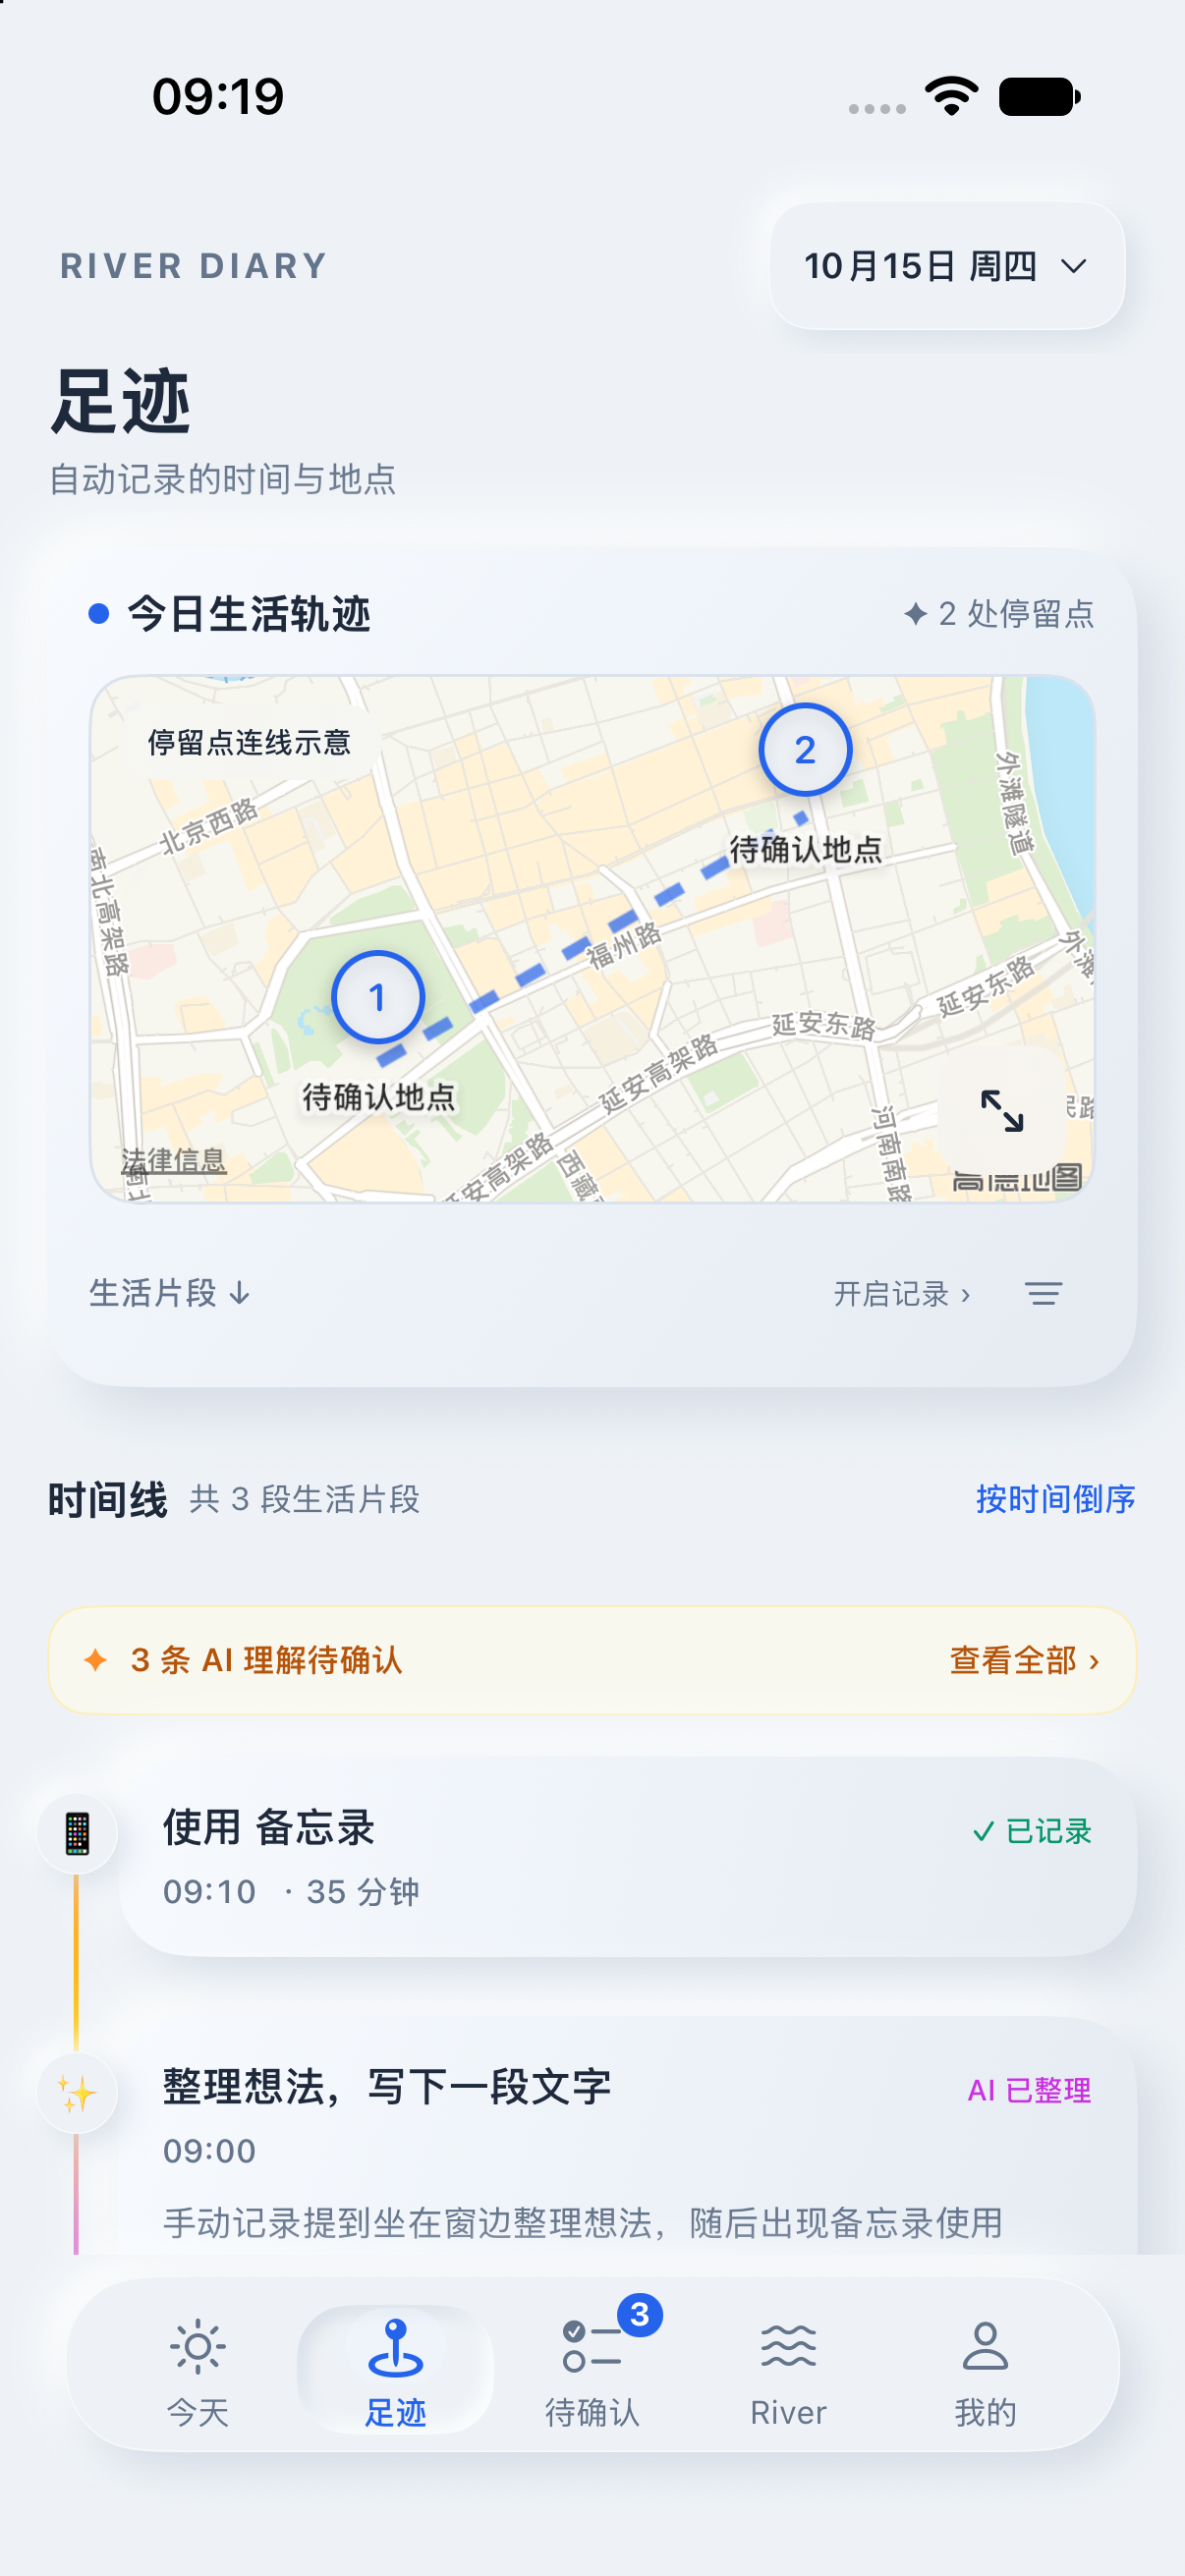 09:19
RIVER DIARY
10月15日 周四
足迹
自动记录的时间与地点
今日生活轨迹
2 处停留点
停留点连线示意
2
待确认地点
外滩隧道
北京西路
福州路
1
待确认地点
延安东路
延安东路
延安高架路
河南南路
法律信息
高德地图
生活片段 ↓
开启记录 ›
时间线 共 3 段生活片段
按时间倒序
3 条 AI 理解待确认
查看全部 ›
使用 备忘录
✓ 已记录
09:10 · 35 分钟
整理想法，写下一段文字
AI 已整理
09:00
手动记录提到坐在窗边整理想法，随后出现备忘录使用
3
今天
足迹
待确认
River
我的